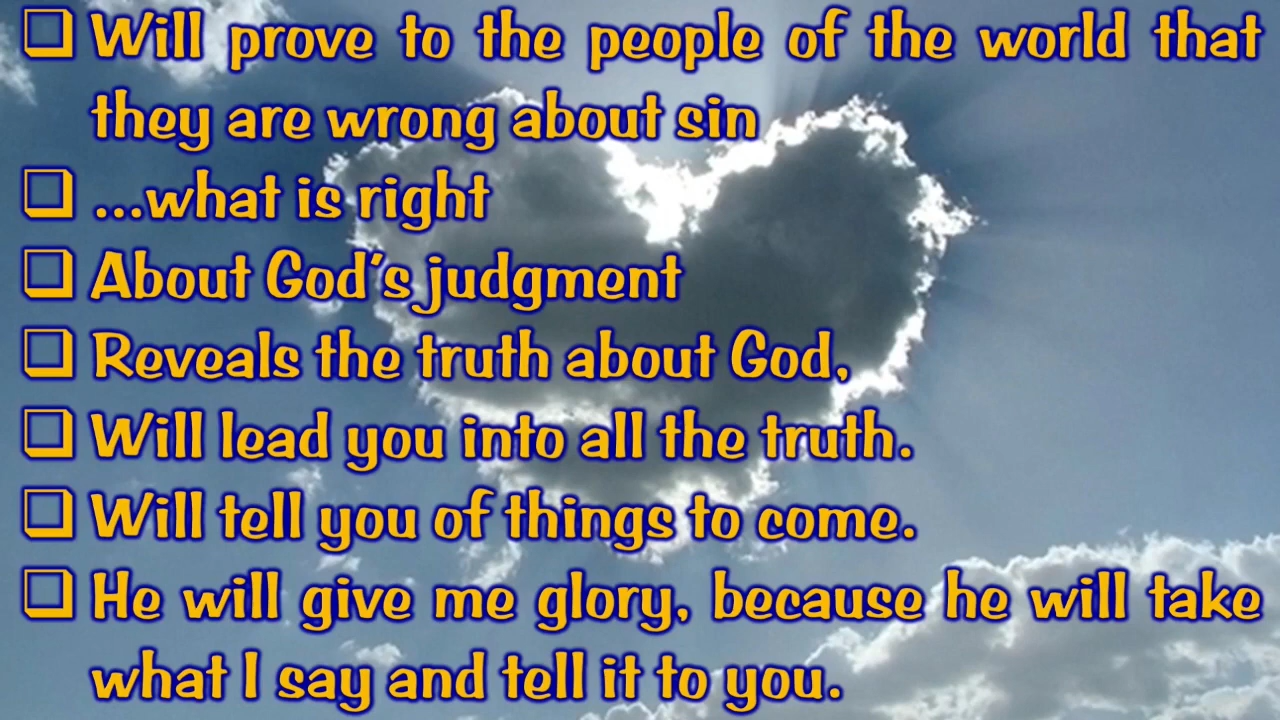 ❑ Will prove to the people of the world that
they are wrong about sin
❑ ...what is right
❑ About God's judgment
❑ Reveals the truth about God,
❑ Will lead you into all the truth.
❑ Will tell you of things to come.
❑ He will give me glory, because he will take
what I say and tell it to you.